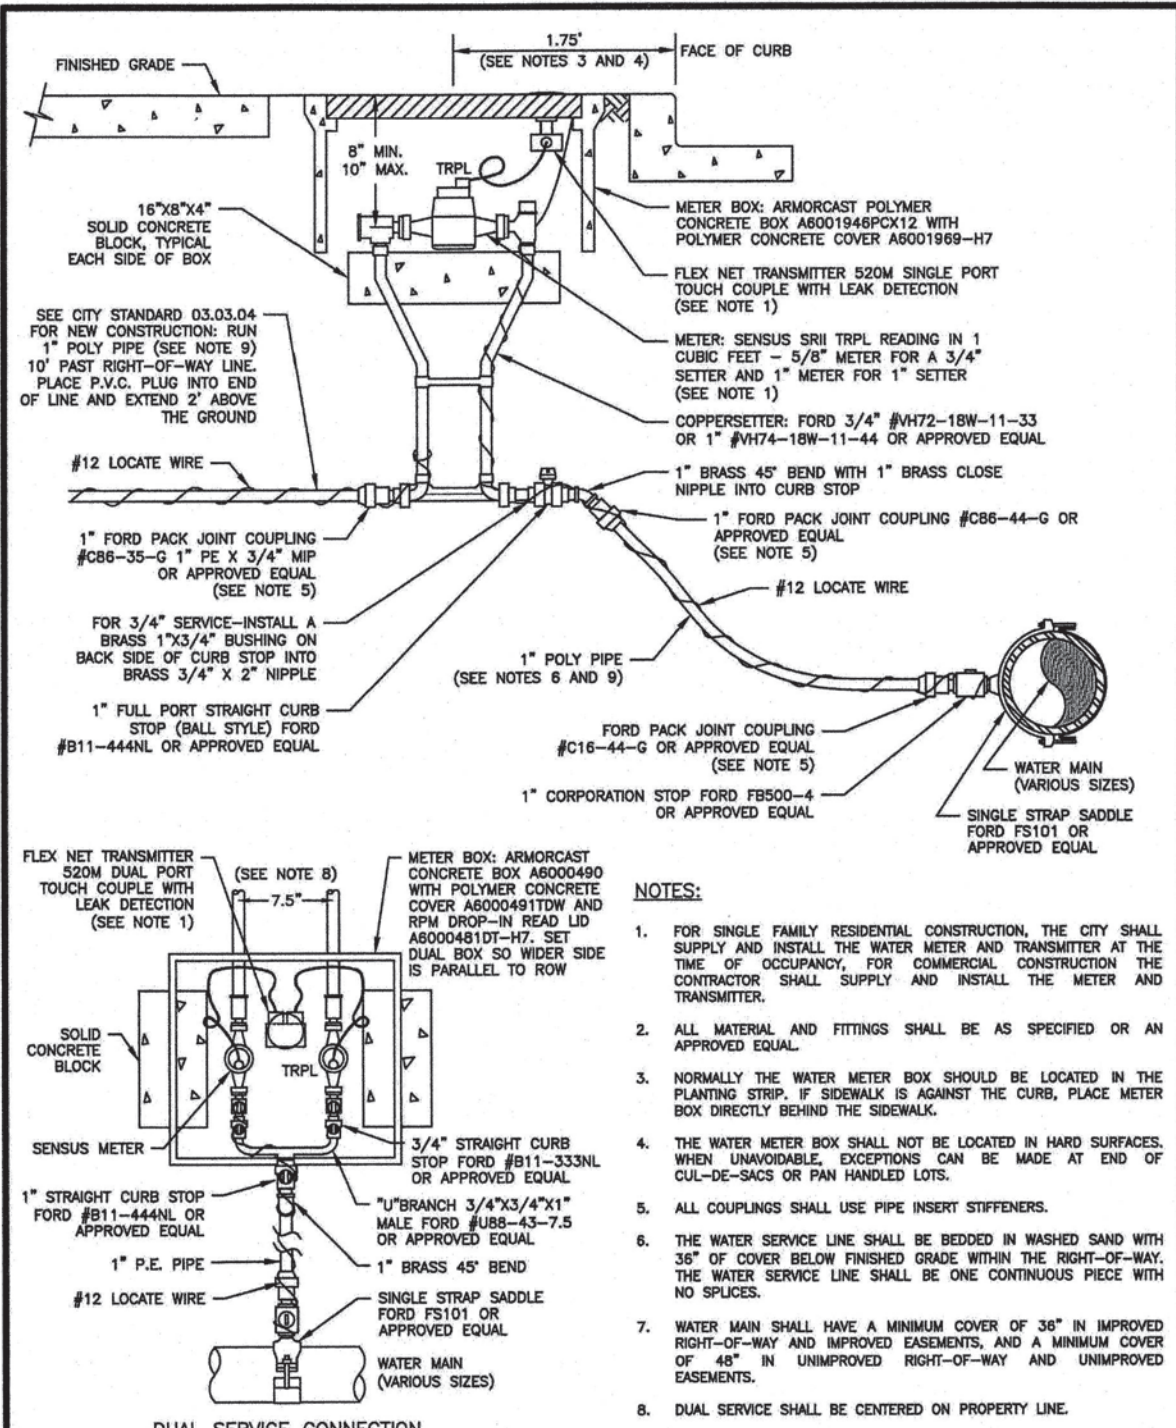 1.75'
(SEE NOTES 3 AND 4)
FACE OF CURB
FINISHED GRADE
8" MIN.
10" MAX.
TRPL
16"X8"X4"
SOLID CONCRETE
BLOCK, TYPICAL
EACH SIDE OF BOX
METER BOX: ARMORCAST POLYMER
CONCRETE BOX A6001946PCX12 WITH
POLYMER CONCRETE COVER A6001969-H7
FLEX NET TRANSMITTER 520M SINGLE PORT
TOUCH COUPLE WITH LEAK DETECTION
(SEE NOTE 1)
SEE CITY STANDARD 03.03.04
FOR NEW CONSTRUCTION: RUN
1" POLY PIPE (SEE NOTE 9)
10' PAST RIGHT-OF-WAY LINE.
PLACE P.V.C. PLUG INTO END
OF LINE AND EXTEND 2' ABOVE
THE GROUND
METER: SENSUS SRII TRPL READING IN 1
CUBIC FEET - 5/8" METER FOR A 3/4"
SETTER AND 1" METER FOR 1" SETTER
(SEE NOTE 1)
COPPERSETTER: FORD 3/4" #VH72-18W-11-33
OR 1" #VH74-18W-11-44 OR APPROVED EQUAL
#12 LOCATE WIRE
1" BRASS 45° BEND WITH 1" BRASS CLOSE
NIPPLE INTO CURB STOP
1" FORD PACK JOINT COUPLING #C86-44-G OR
APPROVED EQUAL
(SEE NOTE 5)
1" FORD PACK JOINT COUPLING
#C86-35-G 1" PE X 3/4" MIP
OR APPROVED EQUAL
(SEE NOTE 5)
#12 LOCATE WIRE
FOR 3/4" SERVICE-INSTALL A
BRASS 1"X3/4" BUSHING ON
BACK SIDE OF CURB STOP INTO
BRASS 3/4" X 2" NIPPLE
1" POLY PIPE
(SEE NOTES 6 AND 9)
1" FULL PORT STRAIGHT CURB
STOP (BALL STYLE) FORD
#B11-444NL OR APPROVED EQUAL
FORD PACK JOINT COUPLING
#C16-44-G OR APPROVED EQUAL
(SEE NOTE 5)
1" CORPORATION STOP FORD FB500-4
OR APPROVED EQUAL
WATER MAIN
(VARIOUS SIZES)
SINGLE STRAP SADDLE
FORD FS101 OR
APPROVED EQUAL
FLEX NET TRANSMITTER
520M DUAL PORT
TOUCH COUPLE WITH
LEAK DETECTION
(SEE NOTE 1)
(SEE NOTE 8)
7.5"
METER BOX: ARMORCAST
CONCRETE BOX A6000490
WITH POLYMER CONCRETE
COVER A6000491TDW AND
RPM DROP-IN READ LID
A6000481DT-H7. SET
DUAL BOX SO WIDER SIDE
IS PARALLEL TO ROW
SOLID
CONCRETE
BLOCK
TRPL
SENSUS METER
3/4" STRAIGHT CURB
STOP FORD #B11-333NL
OR APPROVED EQUAL
1" STRAIGHT CURB STOP
FORD #B11-444NL OR
APPROVED EQUAL
"U"BRANCH 3/4"X3/4"X1"
MALE FORD #U88-43-7.5
OR APPROVED EQUAL
1" P.E. PIPE
1" BRASS 45° BEND
#12 LOCATE WIRE
SINGLE STRAP SADDLE
FORD FS101 OR
APPROVED EQUAL
WATER MAIN
(VARIOUS SIZES)
DUAL SERVICE CONNECTION
NOTES:
1. FOR SINGLE FAMILY RESIDENTIAL CONSTRUCTION, THE CITY SHALL
SUPPLY AND INSTALL THE WATER METER AND TRANSMITTER AT THE
TIME OF OCCUPANCY, FOR COMMERCIAL CONSTRUCTION THE
CONTRACTOR SHALL SUPPLY AND INSTALL THE METER AND
TRANSMITTER.
2. ALL MATERIAL AND FITTINGS SHALL BE AS SPECIFIED OR AN
APPROVED EQUAL.
3. NORMALLY THE WATER METER BOX SHOULD BE LOCATED IN THE
PLANTING STRIP. IF SIDEWALK IS AGAINST THE CURB, PLACE METER
BOX DIRECTLY BEHIND THE SIDEWALK.
4. THE WATER METER BOX SHALL NOT BE LOCATED IN HARD SURFACES.
WHEN UNAVOIDABLE, EXCEPTIONS CAN BE MADE AT END OF
CUL-DE-SACS OR PAN HANDLED LOTS.
5. ALL COUPLINGS SHALL USE PIPE INSERT STIFFENERS.
6. THE WATER SERVICE LINE SHALL BE BEDDED IN WASHED SAND WITH
36" OF COVER BELOW FINISHED GRADE WITHIN THE RIGHT-OF-WAY.
THE WATER SERVICE LINE SHALL BE ONE CONTINUOUS PIECE WITH
NO SPLICES.
7. WATER MAIN SHALL HAVE A MINIMUM COVER OF 36" IN IMPROVED
RIGHT-OF-WAY AND IMPROVED EASEMENTS, AND A MINIMUM COVER
OF 48" IN UNIMPROVED RIGHT-OF-WAY AND UNIMPROVED
EASEMENTS.
8. DUAL SERVICE SHALL BE CENTERED ON PROPERTY LINE.